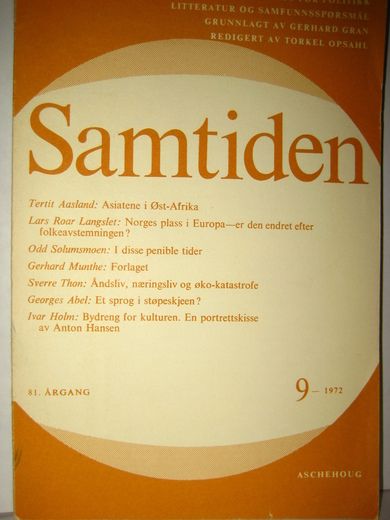 FOR POLITIKK
LITTERATUR OG SAMFUNNSSPØRSMÅL
GRUNNLAGT AV GERHARD GRAN
REDIGERT AV TORKEL OPSAHL
Samtiden
Tertit Aasland: Asiatene i Øst-Afrika
Lars Roar Langslet: Norges plass i Europa—er den endret efter
folkeavstemningen?
Odd Solumsmoen: I disse penible tider
Gerhard Munthe: Forlaget
Sverre Thon: Åndsliv, næringsliv og øko-katastrofe
Georges Abel: Et sprog i støpeskjeen?
Ivar Holm: Bydreng for kulturen. En portrettskisse
av Anton Hansen
81. ÅRGANG
9 – 1972
ASCHEHOUG